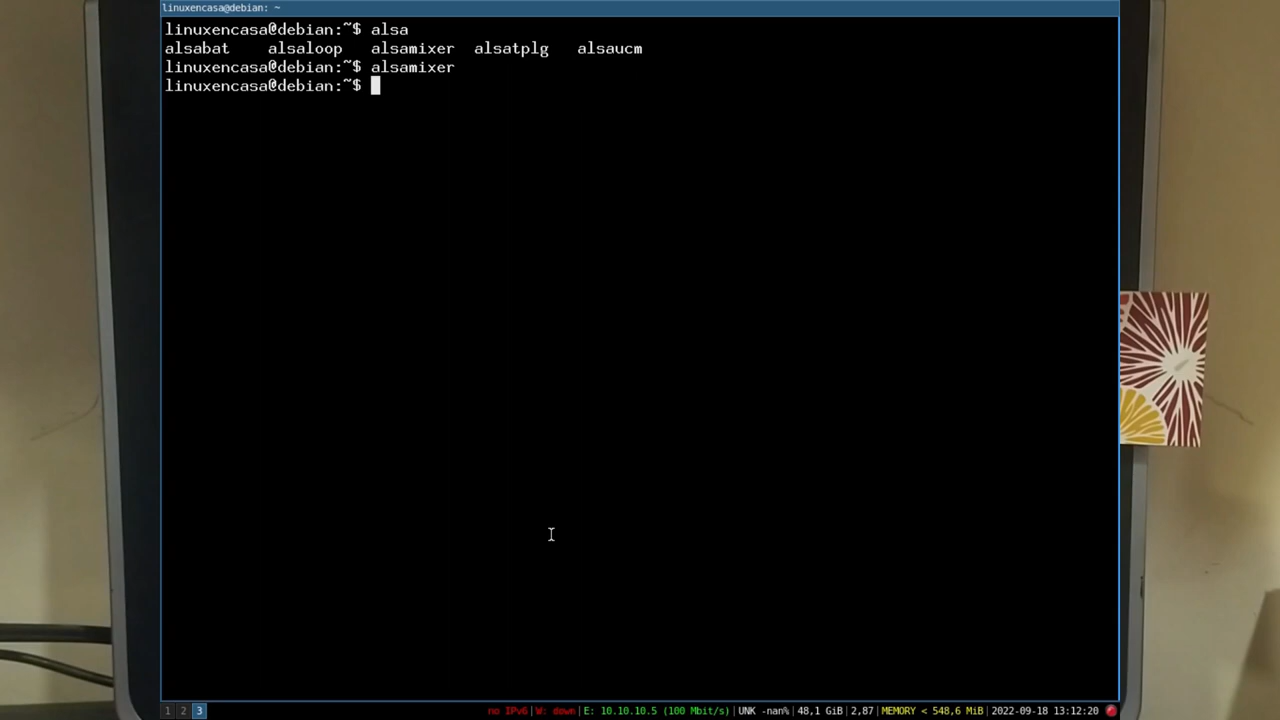 linuxencasa@debian: ~
linuxencasa@debian:~$ alsa
alsabat alsaloop alsamixer alsatplg alsaucm
linuxencasa@debian:~$ alsamixer
linuxencasa@debian:~$
1 2 3 no IPv6|W: down|E: 10.10.10.5 (100 Mbit/s)|UNK -nan%|48,1 GiB|2,87|MEMORY < 548,6 MiB|2022-09-18 13:12:20